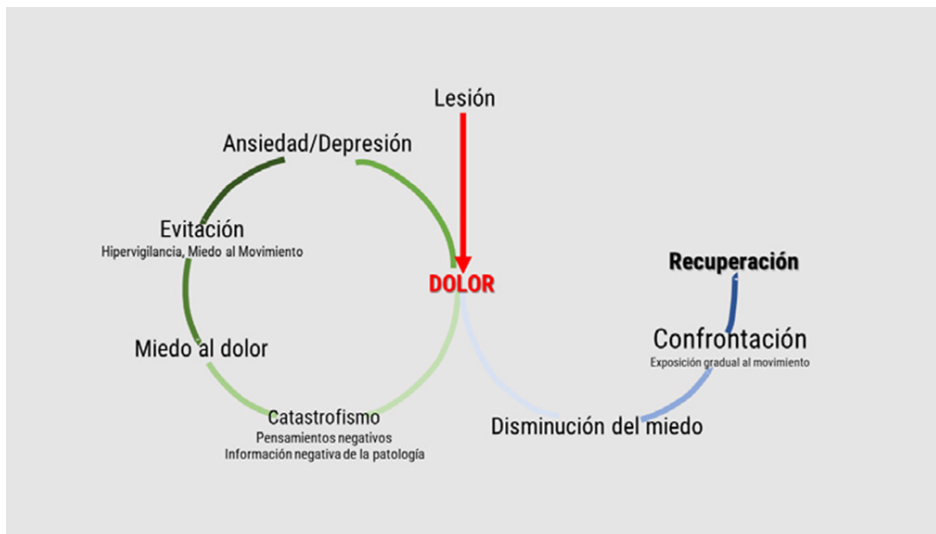 Lesión
Ansiedad/Depresión
Evitación
Hipervigilancia, Miedo al Movimiento
DOLOR
Recuperación
Miedo al dolor
Confrontación
Exposición gradual al movimiento
Catastrofismo
Pensamientos negativos
Información negativa de la patología
Disminución del miedo